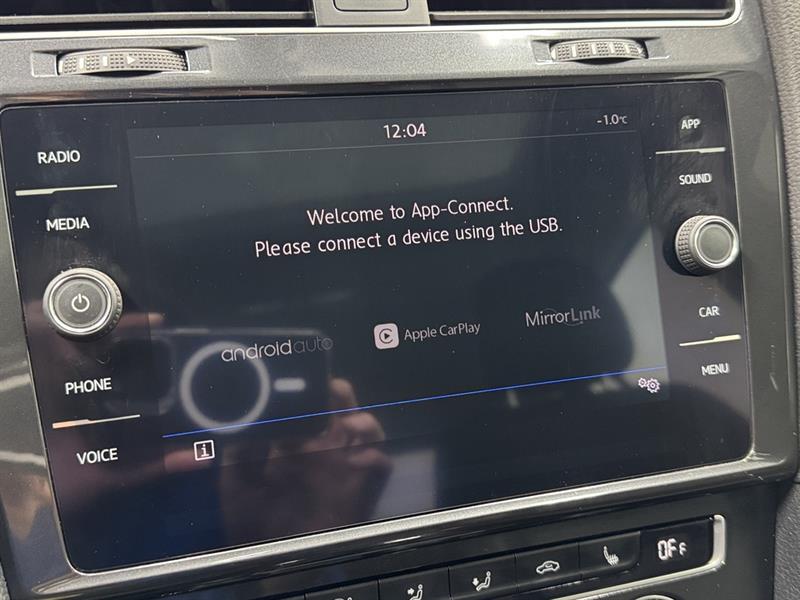 12:04
-1.0°C
RADIO
MEDIA
PHONE
VOICE
Welcome to App-Connect.
Please connect a device using the USB.
androidauto
Apple CarPlay
MirrorLink
i
APP
SOUND
CAR
MENU
OFF